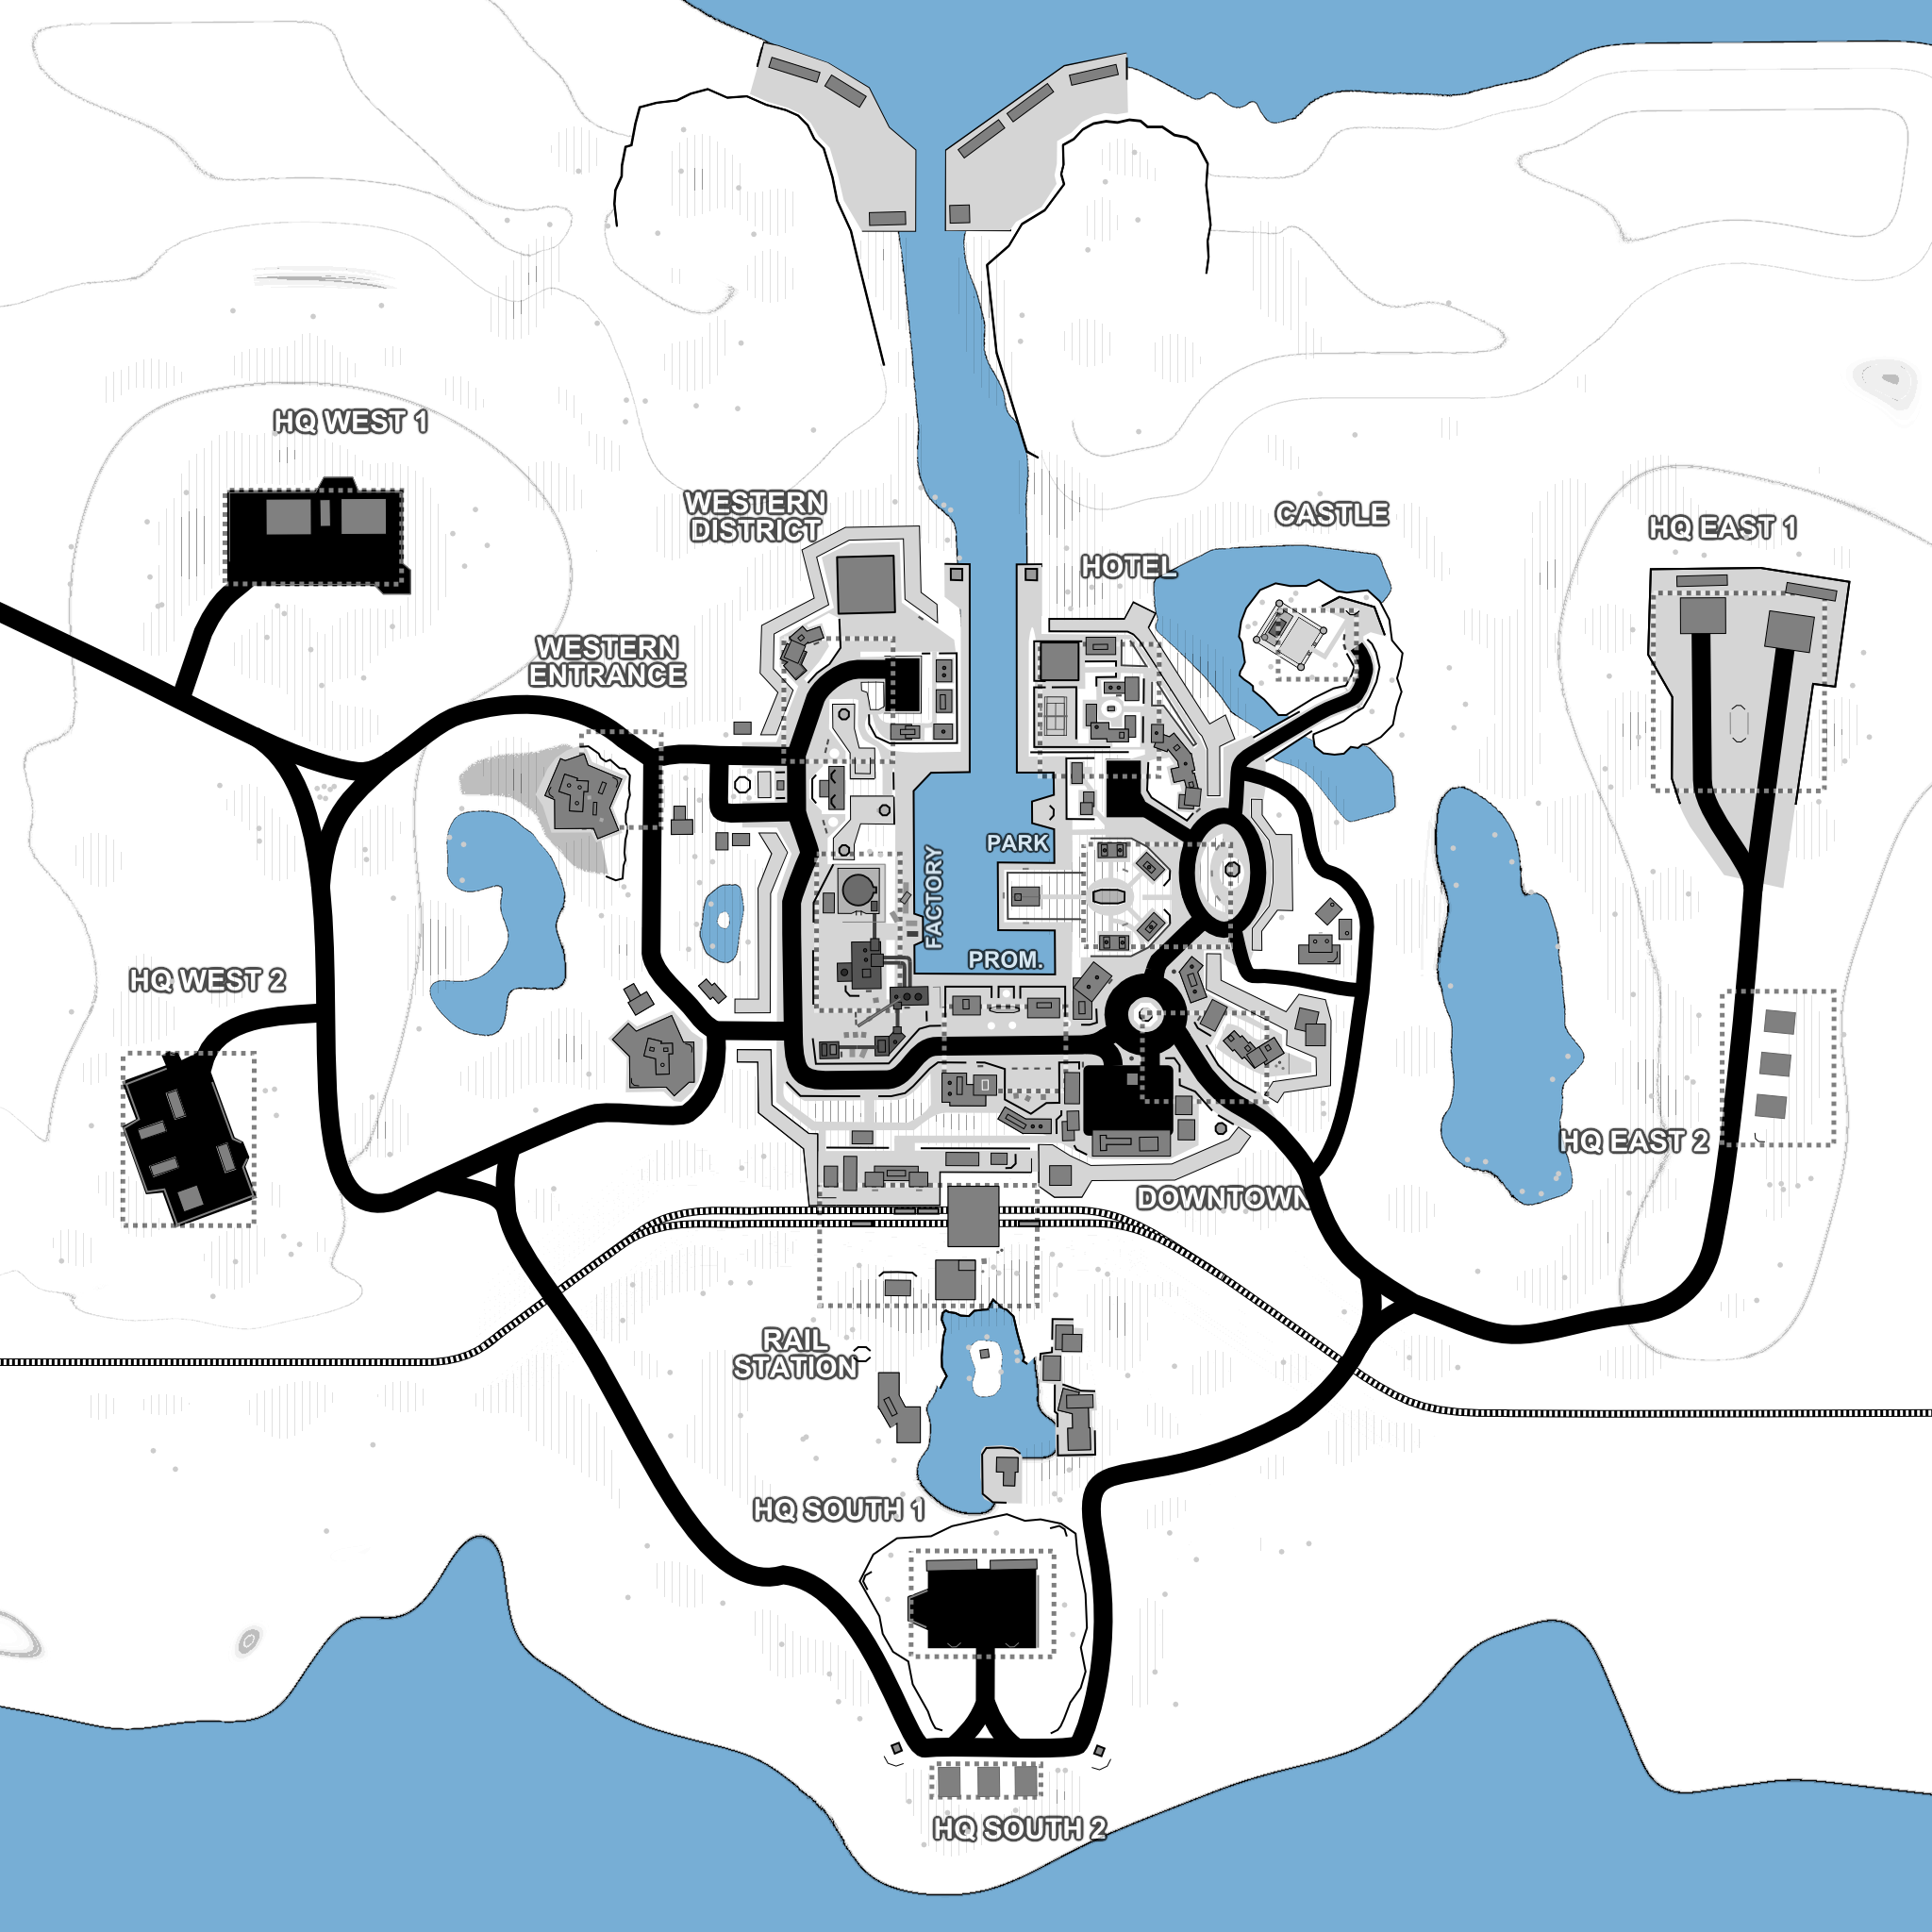 HQ WEST 1
WESTERN
DISTRICT
CASTLE
HQ EAST 1
HOTEL
WESTERN
ENTRANCE
PARK
FACTORY
PROM.
HQ WEST 2
HQ EAST 2
DOWNTOWN
RAIL
STATION
HQ SOUTH 1
HQ SOUTH 2